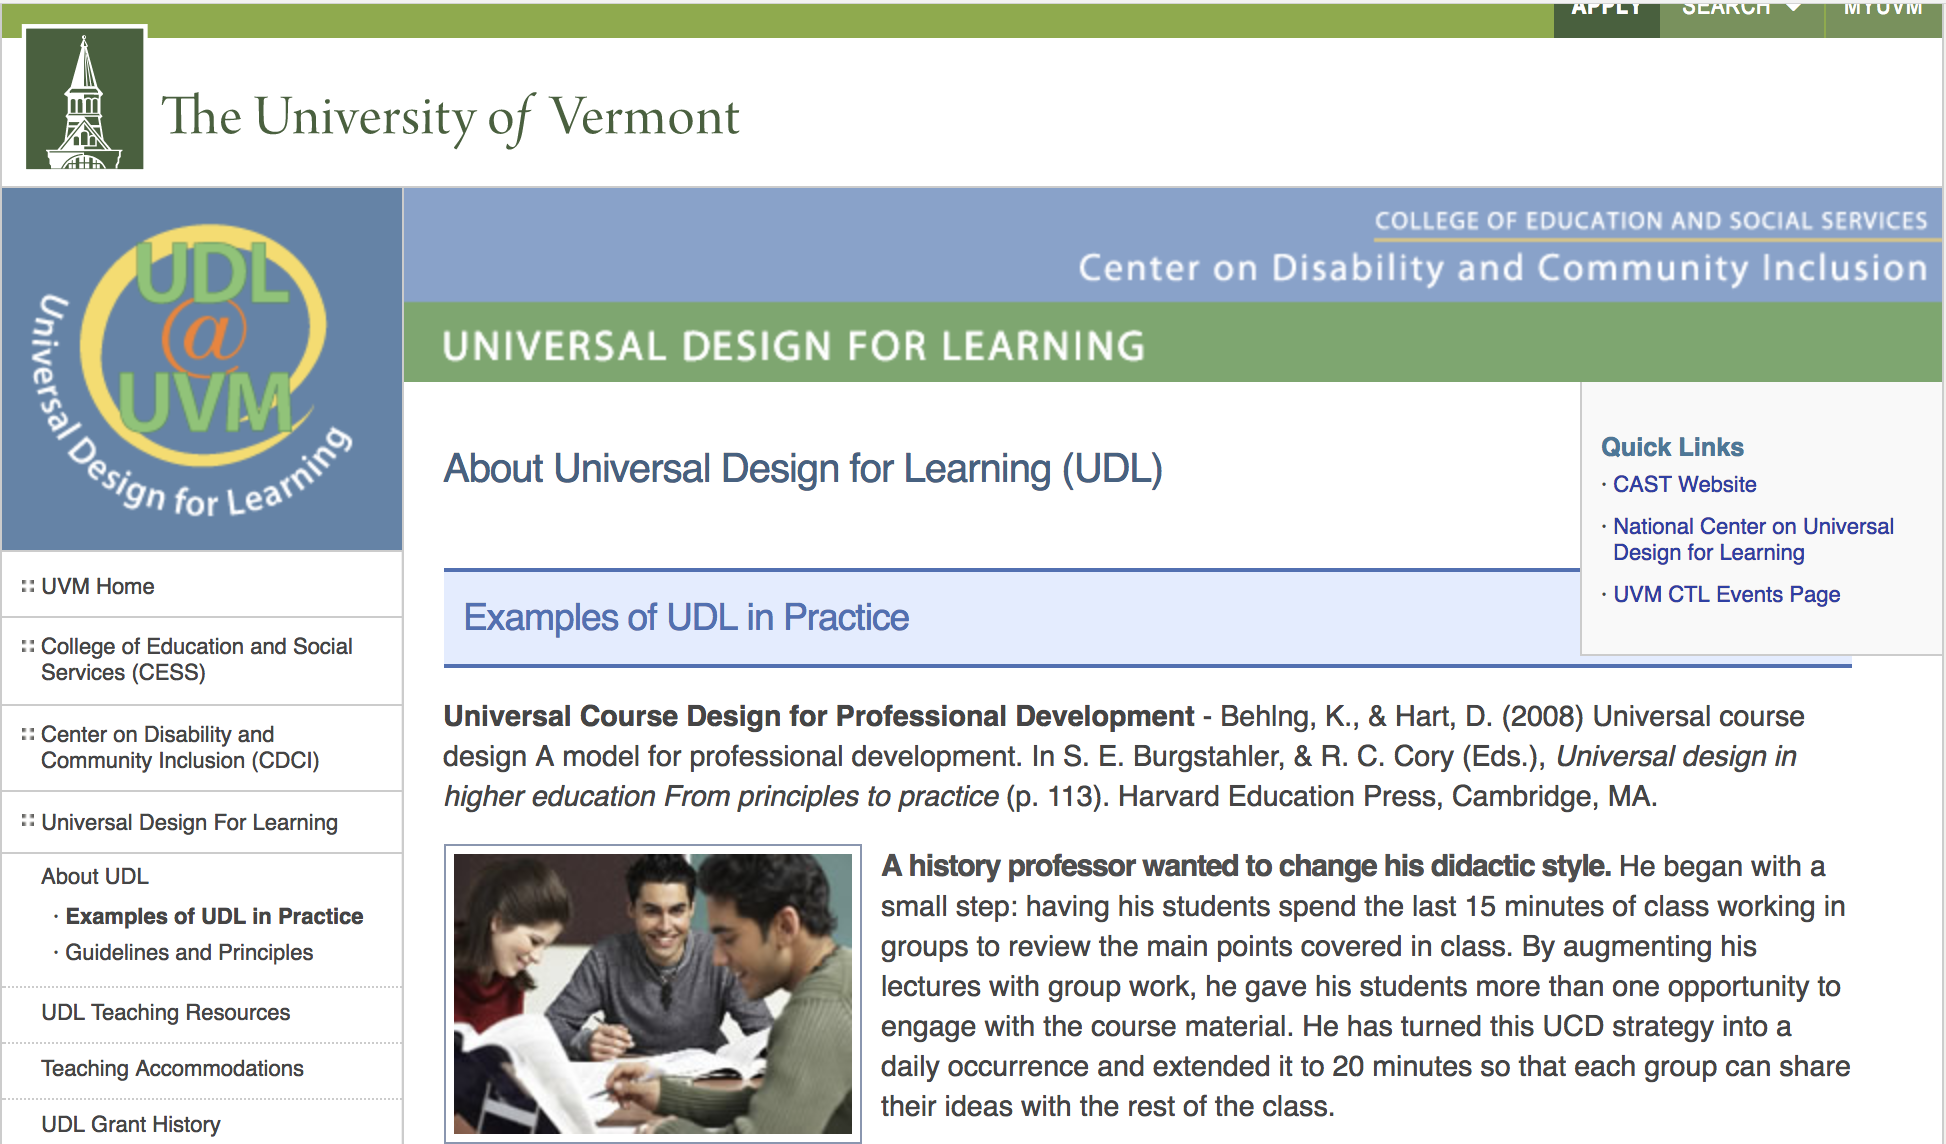 APPLY SEARCH MYUVM
The University of Vermont
UDL
@
UVM
Universal Design for Learning
COLLEGE OF EDUCATION AND SOCIAL SERVICES
Center on Disability and Community Inclusion
UNIVERSAL DESIGN FOR LEARNING
UVM Home
College of Education and Social
Services (CESS)
Center on Disability and
Community Inclusion (CDCI)
Universal Design For Learning
About UDL
· Examples of UDL in Practice
· Guidelines and Principles
UDL Teaching Resources
Teaching Accommodations
UDL Grant History
About Universal Design for Learning (UDL)
Examples of UDL in Practice
Universal Course Design for Professional Development - Behlng, K., & Hart, D. (2008) Universal course
design A model for professional development. In S. E. Burgstahler, & R. C. Cory (Eds.), Universal design in
higher education From principles to practice (p. 113). Harvard Education Press, Cambridge, MA.
A history professor wanted to change his didactic style. He began with a
small step: having his students spend the last 15 minutes of class working in
groups to review the main points covered in class. By augmenting his
lectures with group work, he gave his students more than one opportunity to
engage with the course material. He has turned this UCD strategy into a
daily occurrence and extended it to 20 minutes so that each group can share
their ideas with the rest of the class.
Quick Links
· CAST Website
· National Center on Universal
Design for Learning
· UVM CTL Events Page